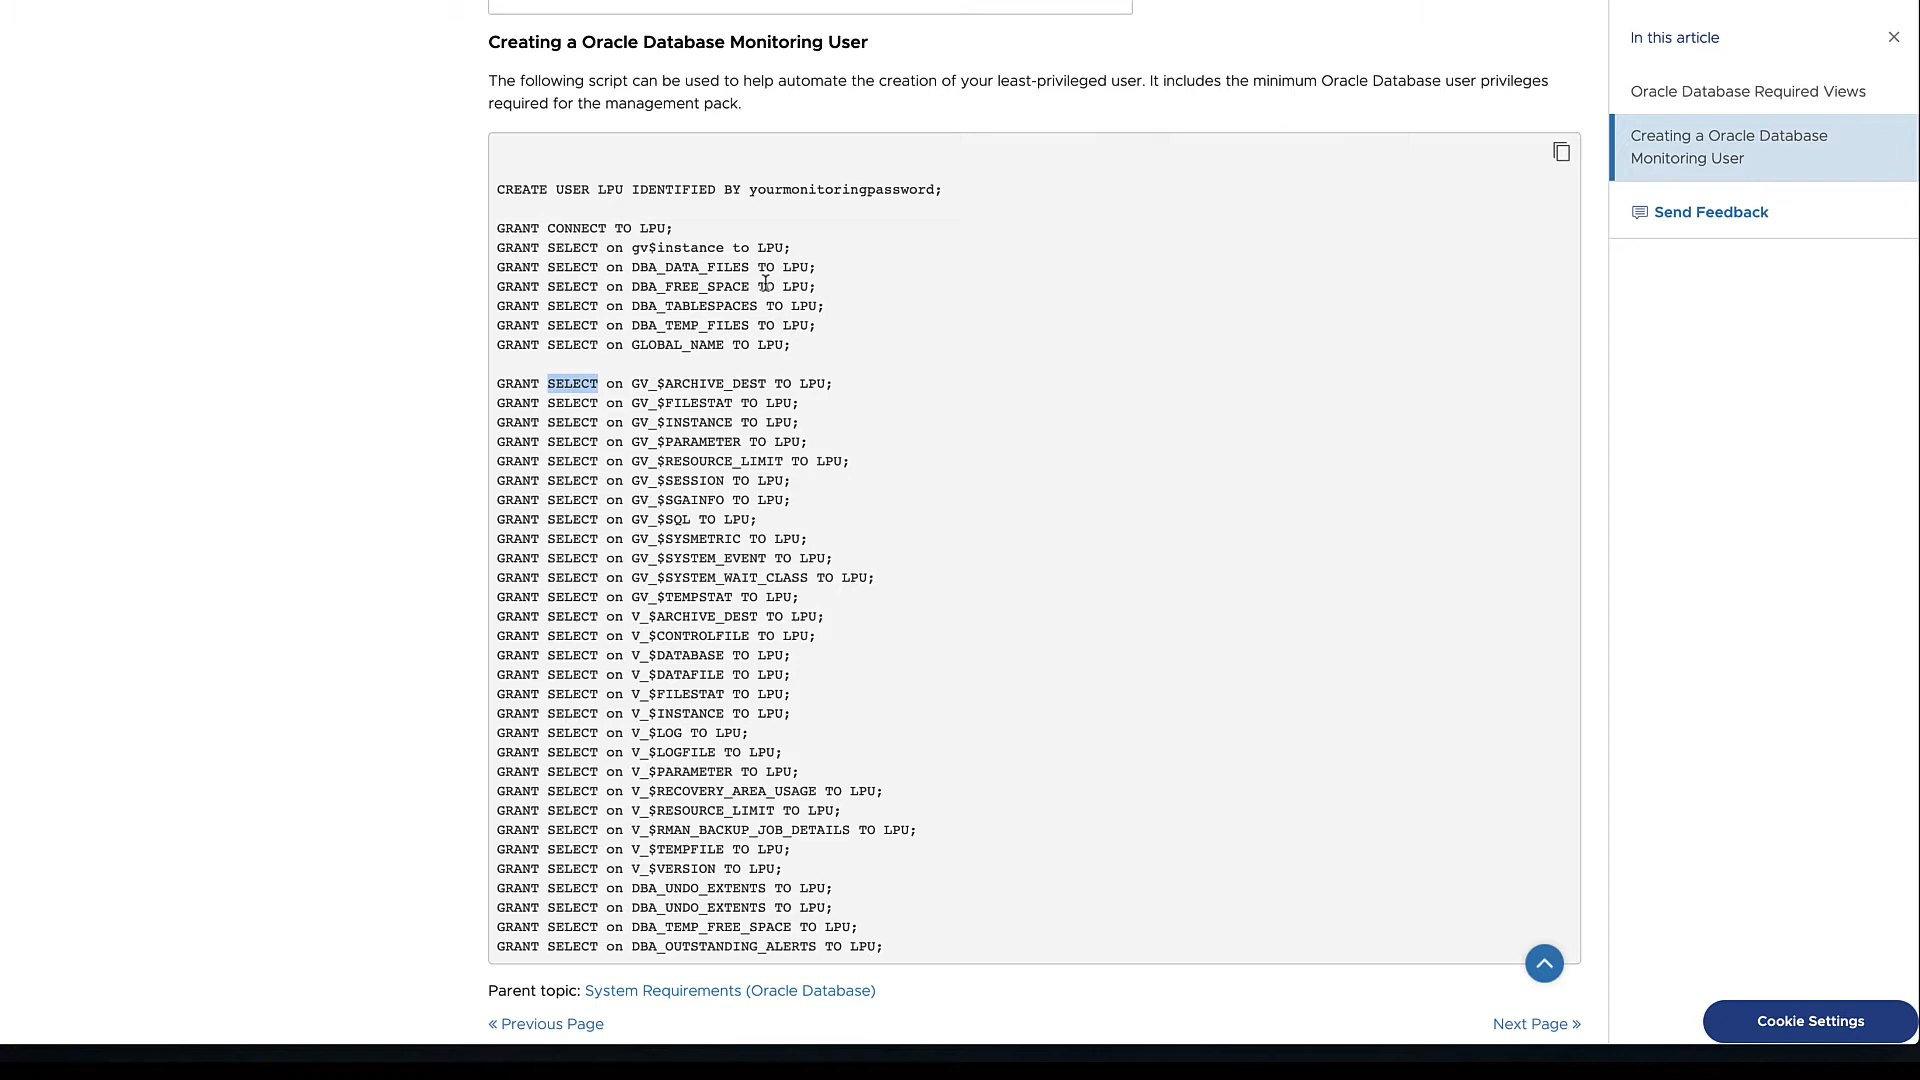 Creating a Oracle Database Monitoring User
The following script can be used to help automate the creation of your least-privileged user. It includes the minimum Oracle Database user privileges
required for the management pack.
CREATE USER LPU IDENTIFIED BY yourmonitoringpassword;
GRANT CONNECT TO LPU;
GRANT SELECT on gv$instance to LPU;
GRANT SELECT on DBA_DATA_FILES TO LPU;
GRANT SELECT on DBA_FREE_SPACE TO LPU;
GRANT SELECT on DBA_TABLESPACES TO LPU;
GRANT SELECT on DBA_TEMP_FILES TO LPU;
GRANT SELECT on GLOBAL_NAME TO LPU;
GRANT SELECT on GV_$ARCHIVE_DEST TO LPU;
GRANT SELECT on GV_$FILESTAT TO LPU;
GRANT SELECT on GV_$INSTANCE TO LPU;
GRANT SELECT on GV_$PARAMETER TO LPU;
GRANT SELECT on GV_$RESOURCE_LIMIT TO LPU;
GRANT SELECT on GV_$SESSION TO LPU;
GRANT SELECT on GV_$SGAINFO TO LPU;
GRANT SELECT on GV_$SQL TO LPU;
GRANT SELECT on GV_$SYSMETRIC TO LPU;
GRANT SELECT on GV_$SYSTEM_EVENT TO LPU;
GRANT SELECT on GV_$SYSTEM_WAIT_CLASS TO LPU;
GRANT SELECT on GV_$TEMPSTAT TO LPU;
GRANT SELECT on V_$ARCHIVE_DEST TO LPU;
GRANT SELECT on V_$CONTROLFILE TO LPU;
GRANT SELECT on V_$DATABASE TO LPU;
GRANT SELECT on V_$DATAFILE TO LPU;
GRANT SELECT on V_$FILESTAT TO LPU;
GRANT SELECT on V_$INSTANCE TO LPU;
GRANT SELECT on V_$LOG TO LPU;
GRANT SELECT on V_$LOGFILE TO LPU;
GRANT SELECT on V_$PARAMETER TO LPU;
GRANT SELECT on V_$RECOVERY_AREA_USAGE TO LPU;
GRANT SELECT on V_$RESOURCE_LIMIT TO LPU;
GRANT SELECT on V_$RMAN_BACKUP_JOB_DETAILS TO LPU;
GRANT SELECT on V_$TEMPFILE TO LPU;
GRANT SELECT on V_$VERSION TO LPU;
GRANT SELECT on DBA_UNDO_EXTENTS TO LPU;
GRANT SELECT on DBA_UNDO_EXTENTS TO LPU;
GRANT SELECT on DBA_TEMP_FREE_SPACE TO LPU;
GRANT SELECT on DBA_OUTSTANDING_ALERTS TO LPU;
Parent topic: System Requirements (Oracle Database)
« Previous Page
Next Page »
In this article
Oracle Database Required Views
Creating a Oracle Database
Monitoring User
Send Feedback
Cookie Settings